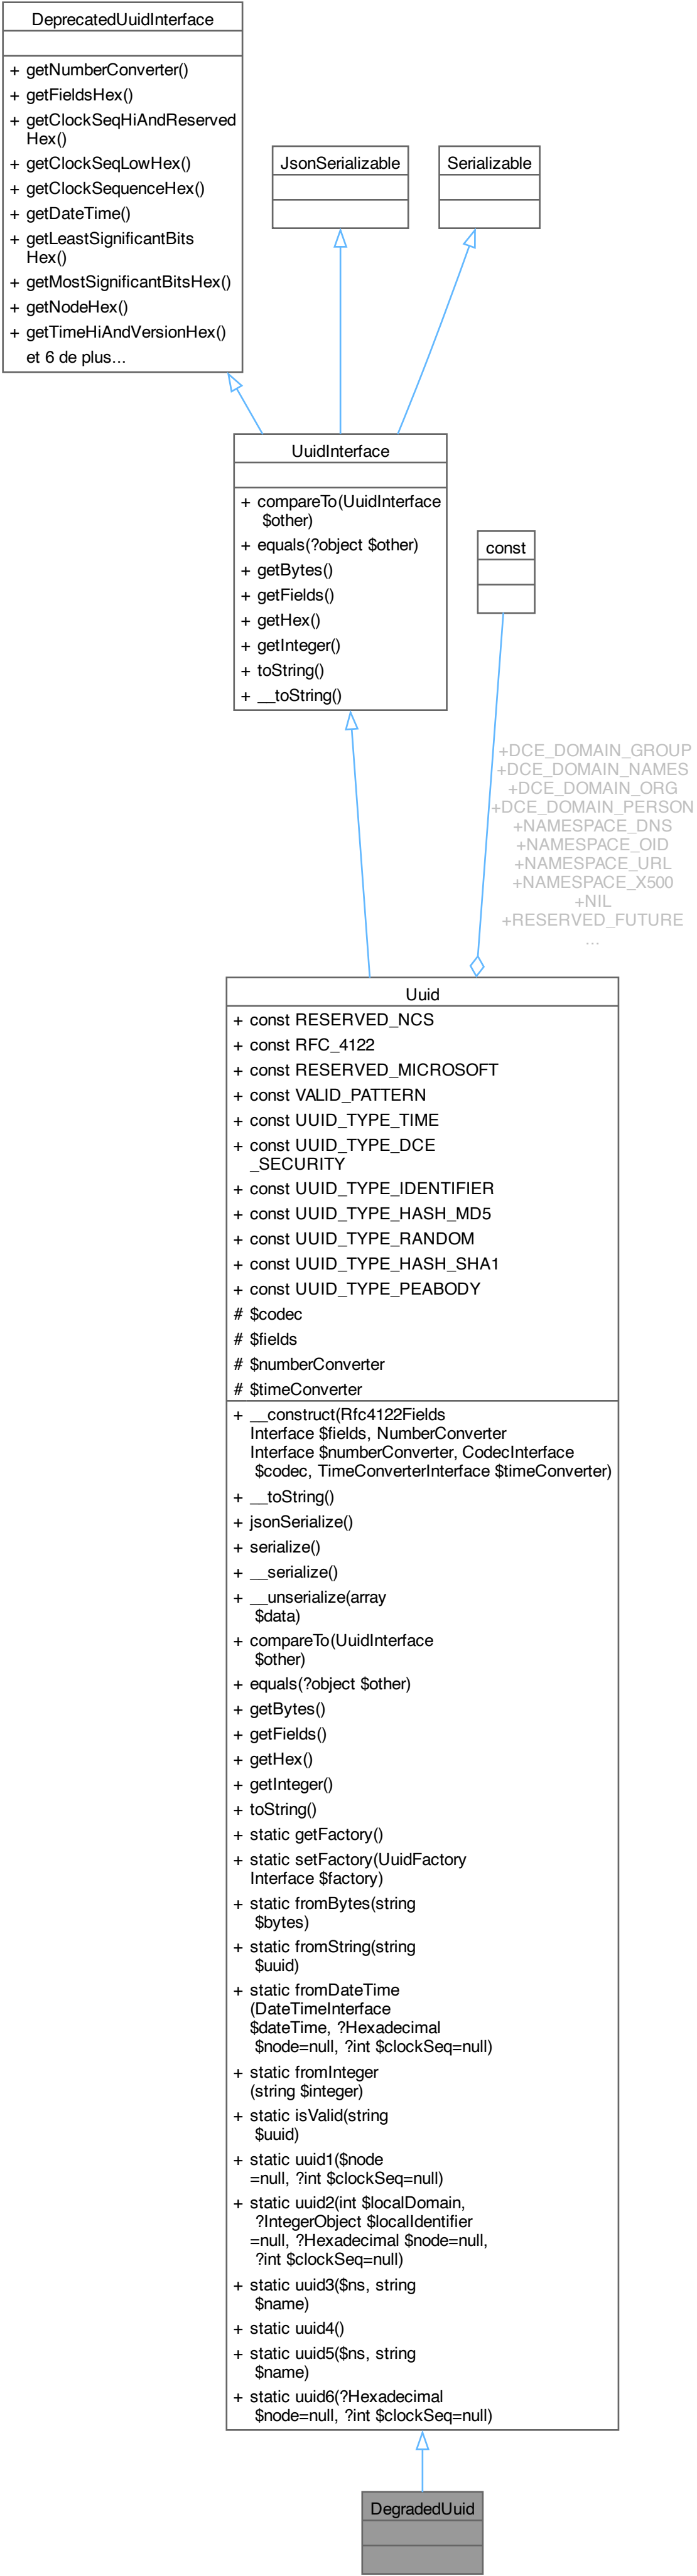 DeprecatedUuidInterface
+ getNumberConverter()
+ getFieldsHex()
+ getClockSeqHiAndReserved
Hex()
+ getClockSeqLowHex()
+ getClockSequenceHex()
+ getDateTime()
+ getLeastSignificantBits
Hex()
+ getMostSignificantBitsHex()
+ getNodeHex()
+ getTimeHiAndVersionHex()
et 6 de plus...
JsonSerializable
Serializable
UuidInterface
+ compareTo(UuidInterface
$other)
+ equals(?object $other)
+ getBytes()
+ getFields()
+ getHex()
+ getInteger()
+ toString()
+ __toString()
const
+DCE_DOMAIN_GROUP
+DCE_DOMAIN_NAMES
+DCE_DOMAIN_ORG
+DCE_DOMAIN_PERSON
+NAMESPACE_DNS
+NAMESPACE_OID
+NAMESPACE_URL
+NAMESPACE_X500
+NIL
+RESERVED_FUTURE
...
Uuid
+ const RESERVED_NCS
+ const RFC_4122
+ const RESERVED_MICROSOFT
+ const VALID_PATTERN
+ const UUID_TYPE_TIME
+ const UUID_TYPE_DCE
_SECURITY
+ const UUID_TYPE_IDENTIFIER
+ const UUID_TYPE_HASH_MD5
+ const UUID_TYPE_RANDOM
+ const UUID_TYPE_HASH_SHA1
+ const UUID_TYPE_PEABODY
# $codec
# $fields
# $numberConverter
# $timeConverter
+ __construct(Rfc4122Fields
Interface $fields, NumberConverter
Interface $numberConverter, CodecInterface
$codec, TimeConverterInterface $timeConverter)
+ __toString()
+ jsonSerialize()
+ serialize()
+ __serialize()
+ __unserialize(array
$data)
+ compareTo(UuidInterface
$other)
+ equals(?object $other)
+ getBytes()
+ getFields()
+ getHex()
+ getInteger()
+ toString()
+ static getFactory()
+ static setFactory(UuidFactory
Interface $factory)
+ static fromBytes(string
$bytes)
+ static fromString(string
$uuid)
+ static fromDateTime
(DateTimeInterface
$dateTime, ?Hexadecimal
$node=null, ?int $clockSeq=null)
+ static fromInteger
(string $integer)
+ static isValid(string
$uuid)
+ static uuid1($node
=null, ?int $clockSeq=null)
+ static uuid2(int $localDomain,
?IntegerObject $localIdentifier
=null, ?Hexadecimal $node=null,
?int $clockSeq=null)
+ static uuid3($ns, string
$name)
+ static uuid4()
+ static uuid5($ns, string
$name)
+ static uuid6(?Hexadecimal
$node=null, ?int $clockSeq=null)
DegradedUuid